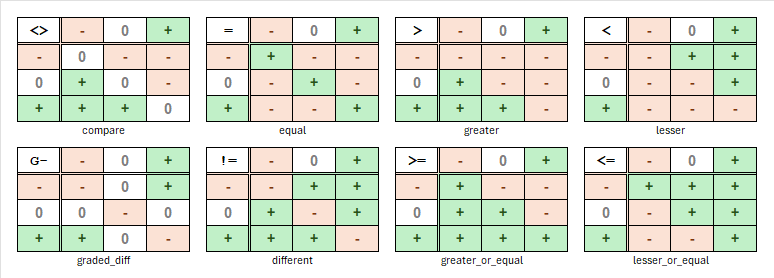 <> - 0 +
- 0 - -
0 + 0 -
+ + + 0
compare
= - 0 +
- + - -
0 - + -
+ - - +
equal
> - 0 +
- - - -
0 + - -
+ + + -
greater
< - 0 +
- - + +
0 - - +
+ - - -
lesser
G- - 0 +
- - 0 +
0 0 - 0
+ + 0 -
graded_diff
!= - 0 +
- - + +
0 + - +
+ + + -
different
>= - 0 +
- + - -
0 + + -
+ + + +
greater_or_equal
<= - 0 +
- + + +
0 - + +
+ - - +
lesser_or_equal